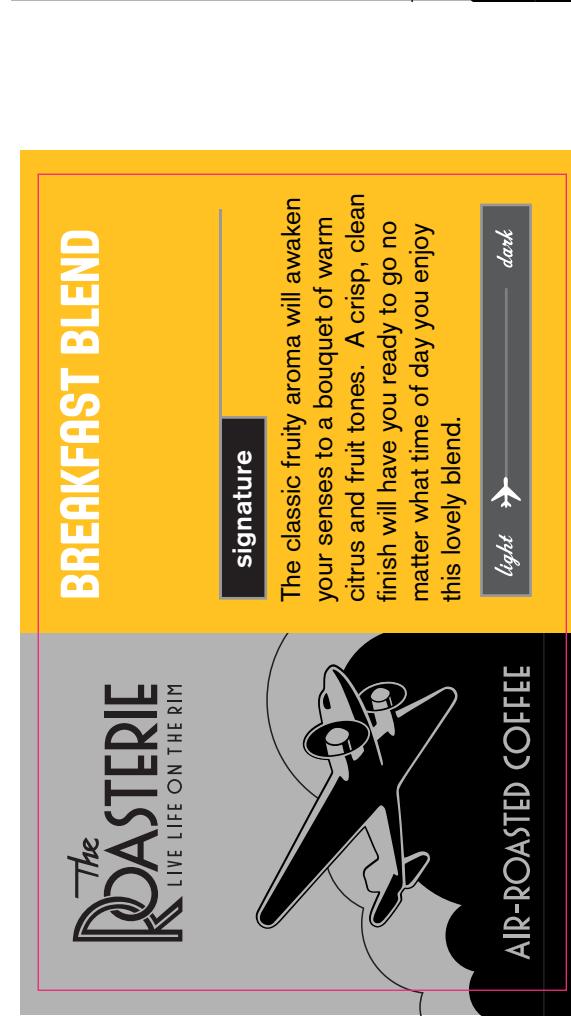 The
ROASTERIE
LIVE LIFE ON THE RIM
AIR-ROASTED COFFEE
BREAKFAST BLEND
signature
The classic fruity aroma will awaken
your senses to a bouquet of warm
citrus and fruit tones.  A crisp, clean
finish will have you ready to go no
matter what time of day you enjoy
this lovely blend.
light dark